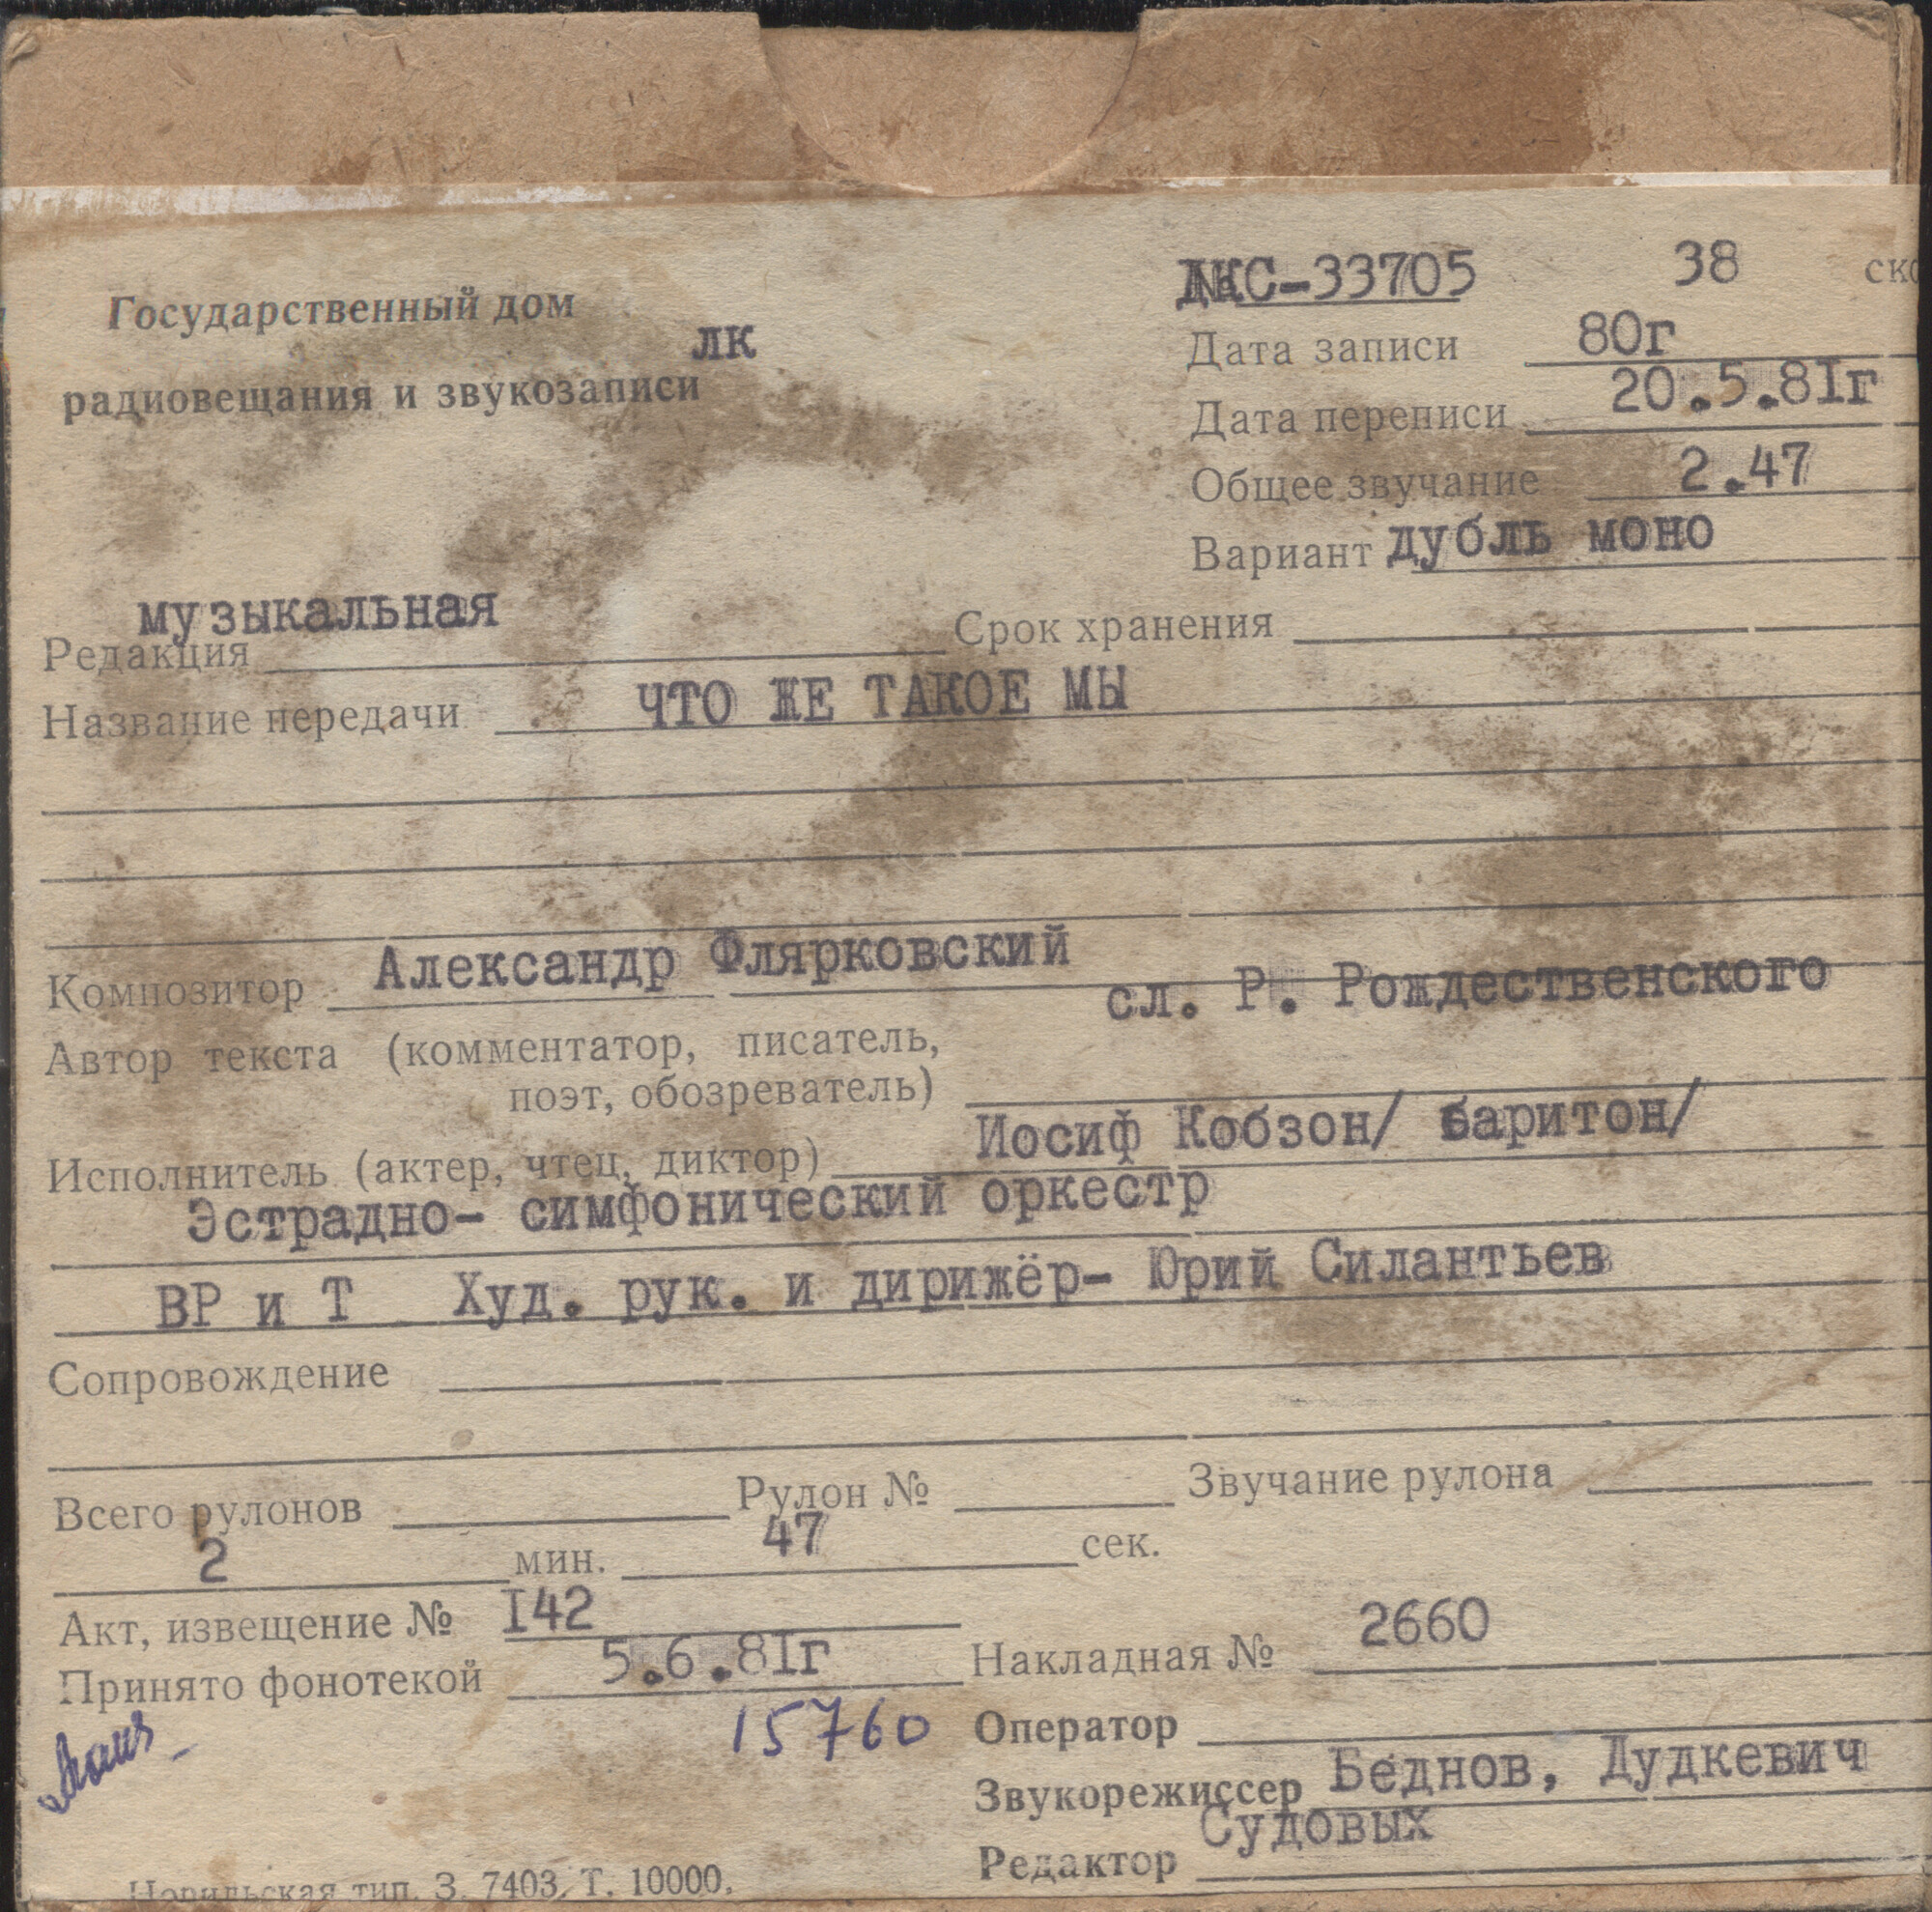 Государственный дом
лк
радиовещания и звукозаписи
ДКС-33705 38 ск
Дата записи 80г
Дата переписи 20.5.8Iг
Общее звучание 2.47
Вариант дубль моно
Редакция музыкальная Срок хранения
Название передачи ЧТО ЖЕ ТАКОЕ МЫ
Композитор Александр Флярковский
сл. Р. Рождественского
Автор текста (комментатор, писатель,
поэт, обозреватель)
Исполнитель (актер, чтец, диктор) Иосиф Кобзон/ баритон/
Эстрадно- симфонический оркестр
ВР и Т Худ. рук. и дирижёр- Юрий Силантьев
Сопровождение
Всего рулонов Рулон № Звучание рулона
2 мин. 47 сек.
Акт, извещение № I42
Принято фонотекой 5.6.8Iг Накладная № 2660
15760
Оператор
Звукорежиссер Беднов, Дудкевич
Редактор Судовых
Норильская тип. З. 7403, Т. 10000.